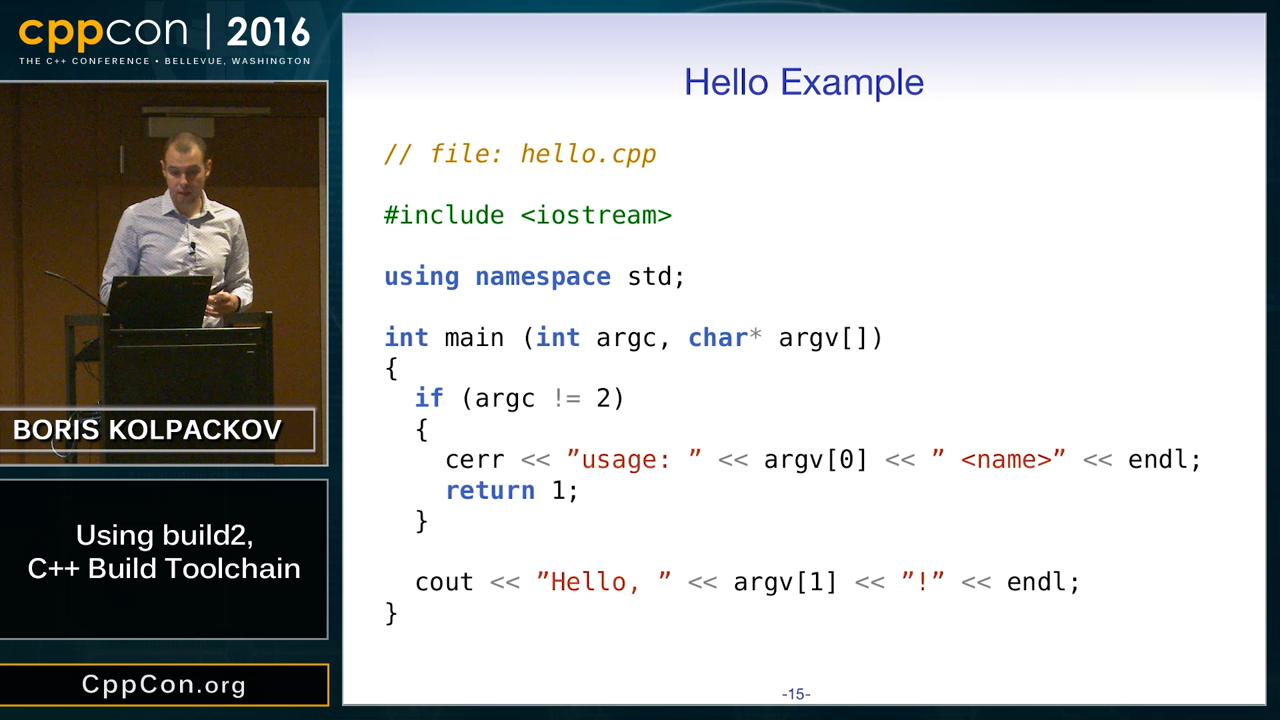 cppcon | 2016
THE C++ CONFERENCE • BELLEVUE, WASHINGTON
BORIS KOLPACKOV
Using build2,
C++ Build Toolchain
CppCon.org
Hello Example
// file: hello.cpp
#include <iostream>
using namespace std;
int main (int argc, char* argv[])
{
if (argc != 2)
{
cerr << ”usage: ” << argv[0] << ” <name>” << endl;
return 1;
}
cout << ”Hello, ” << argv[1] << ”!” << endl;
}
-15-